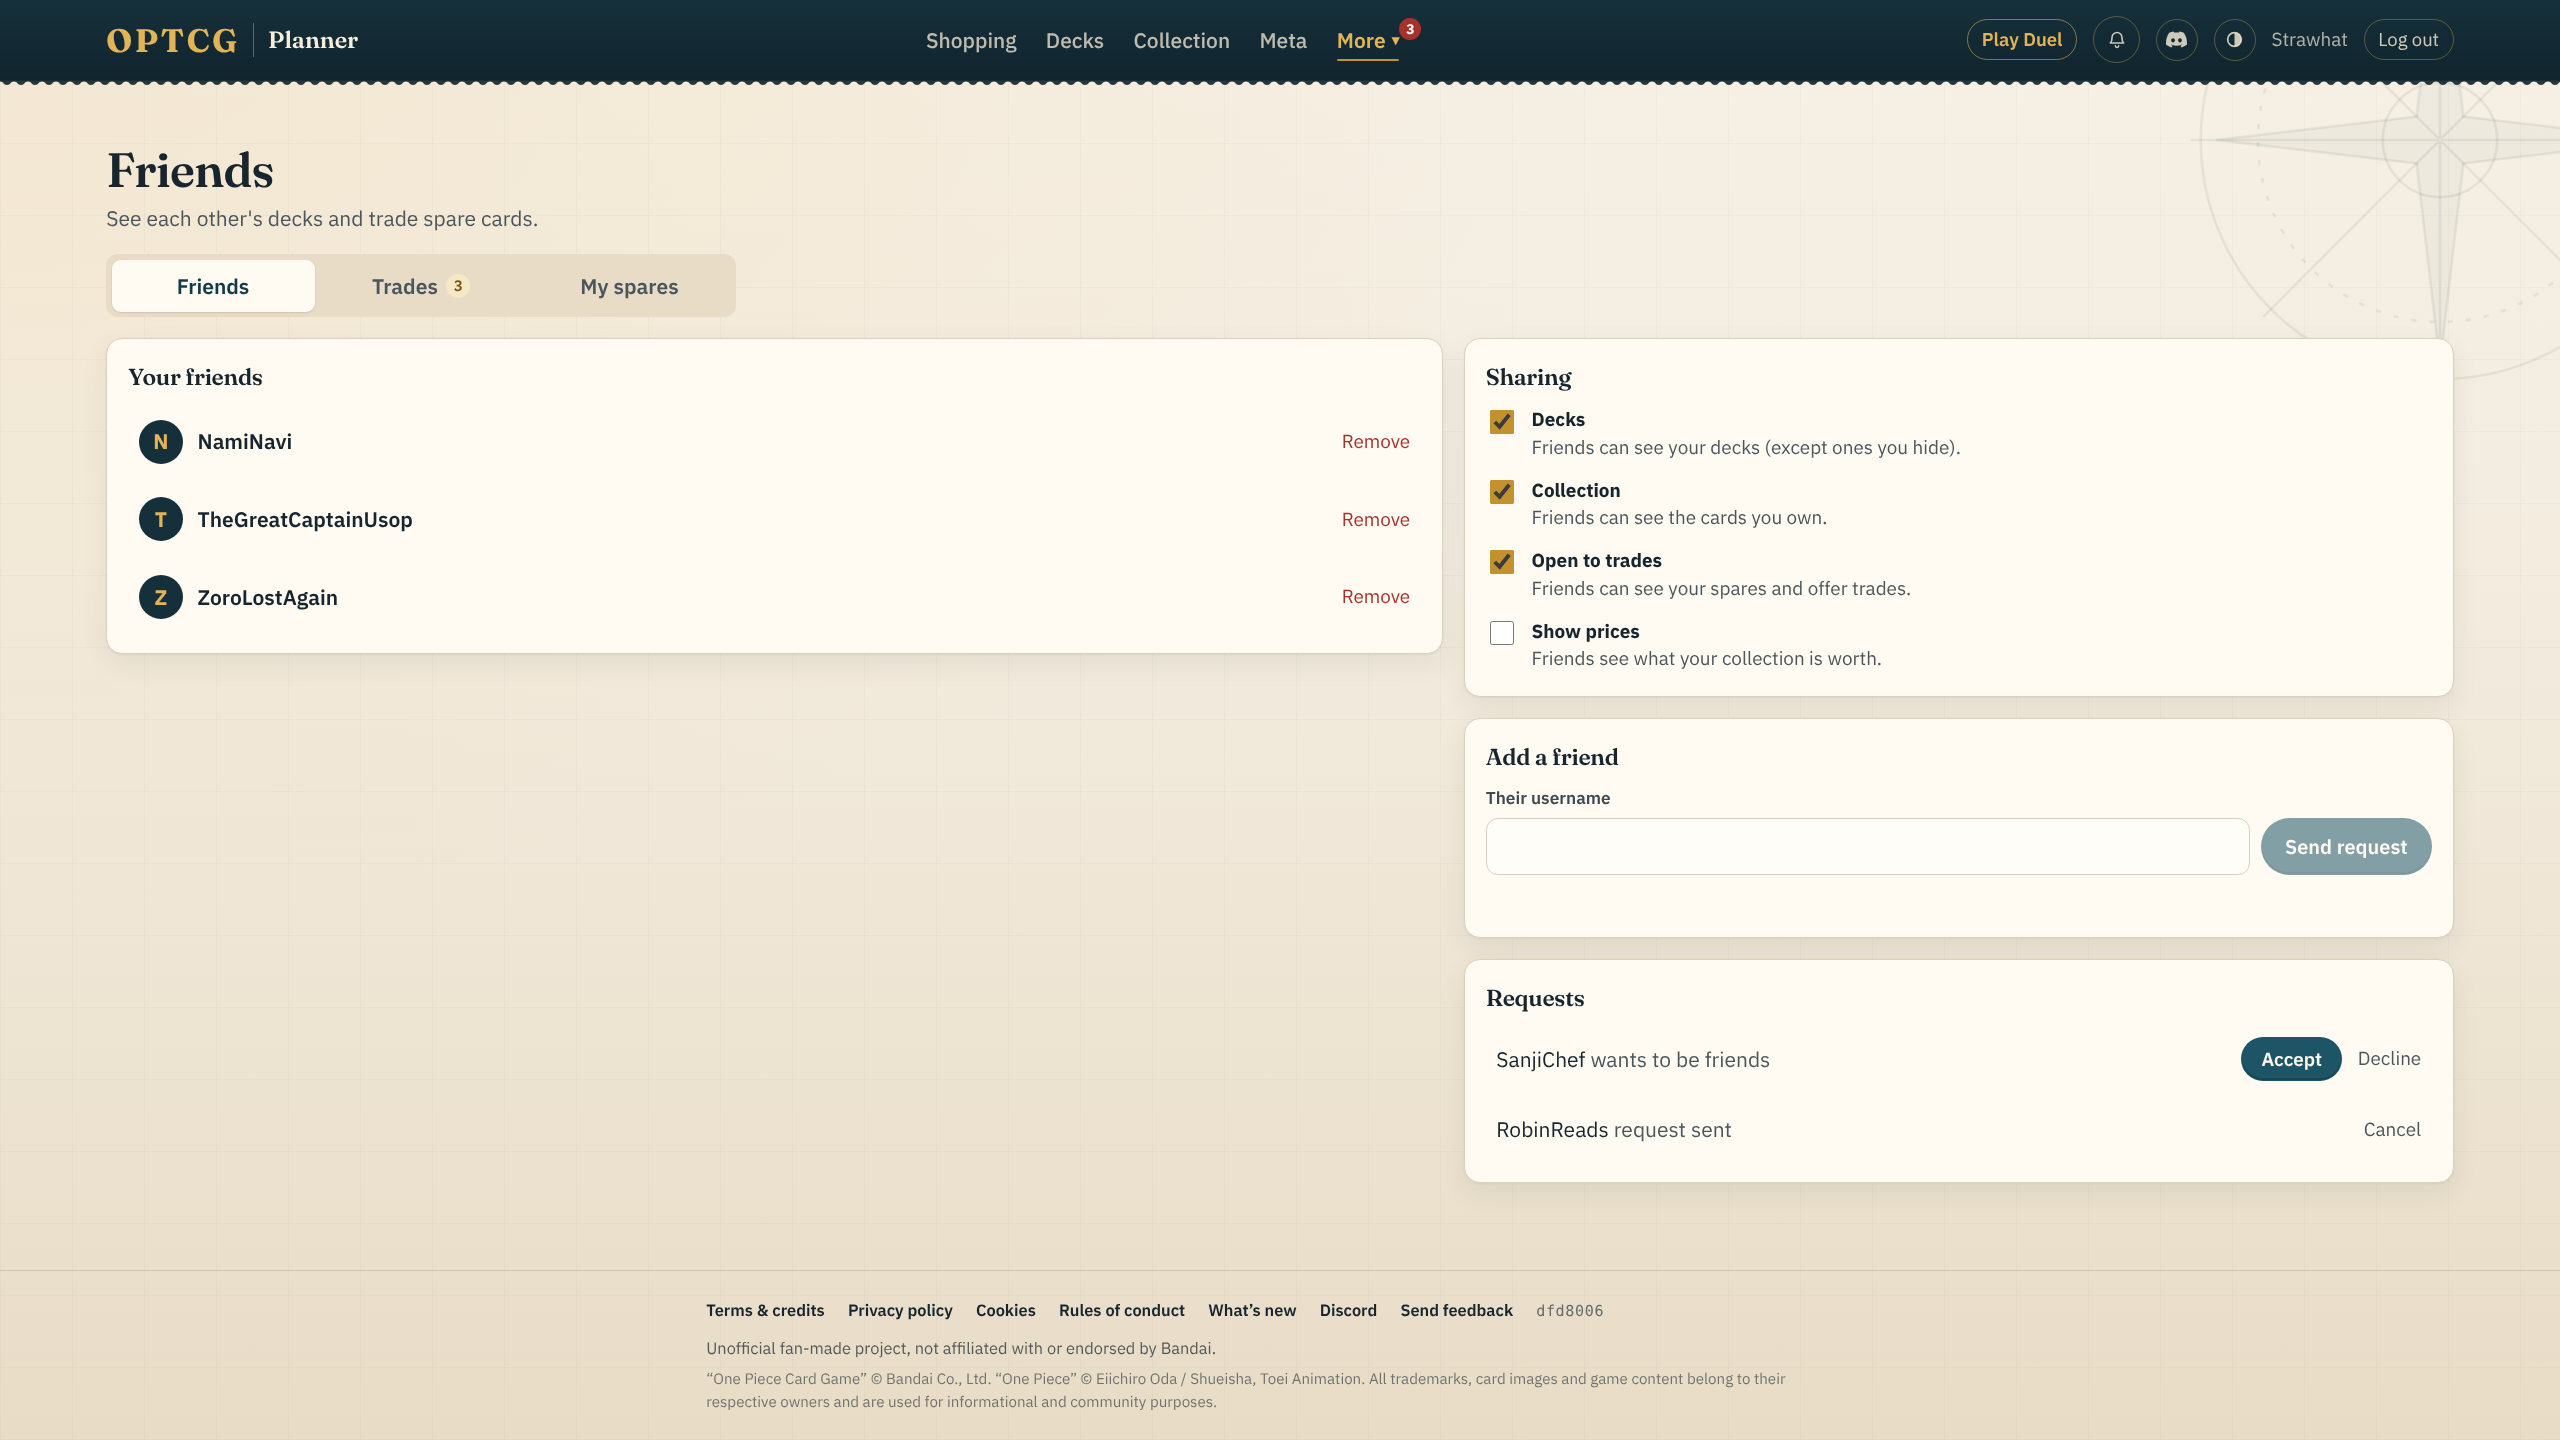 OPTCG Planner
Shopping Decks Collection Meta More ▾ 3
Play Duel Strawhat Log out
Friends
See each other's decks and trade spare cards.
Friends Trades 3 My spares
Your friends
N NamiNavi Remove
T TheGreatCaptainUsop Remove
Z ZoroLostAgain Remove
Sharing
Decks
Friends can see your decks (except ones you hide).
Collection
Friends can see the cards you own.
Open to trades
Friends can see your spares and offer trades.
Show prices
Friends see what your collection is worth.
Add a friend
Their username
Send request
Requests
SanjiChef wants to be friends Accept Decline
RobinReads request sent Cancel
Terms & credits Privacy policy Cookies Rules of conduct What’s new Discord Send feedback dfd8006
Unofficial fan-made project, not affiliated with or endorsed by Bandai.
“One Piece Card Game” © Bandai Co., Ltd. “One Piece” © Eiichiro Oda / Shueisha, Toei Animation. All trademarks, card images and game content belong to their
respective owners and are used for informational and community purposes.